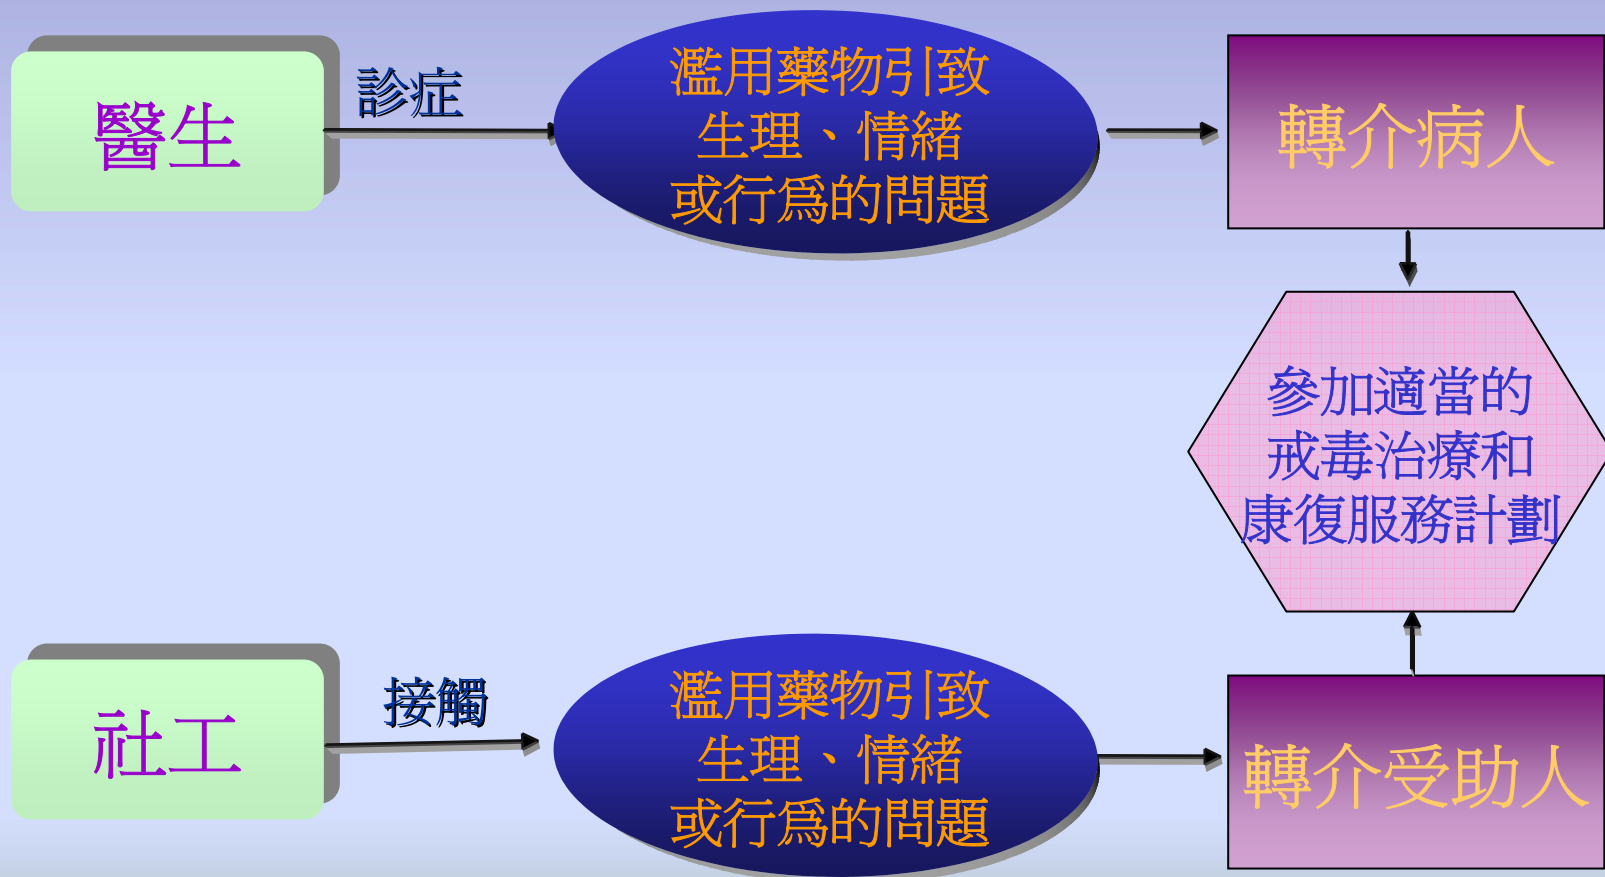 醫生
診症
濫用藥物引致
生理、情緒
或行爲的問題
轉介病人
參加適當的
戒毒治療和
康復服務計劃
社工
接觸
濫用藥物引致
生理、情緒
或行爲的問題
轉介受助人